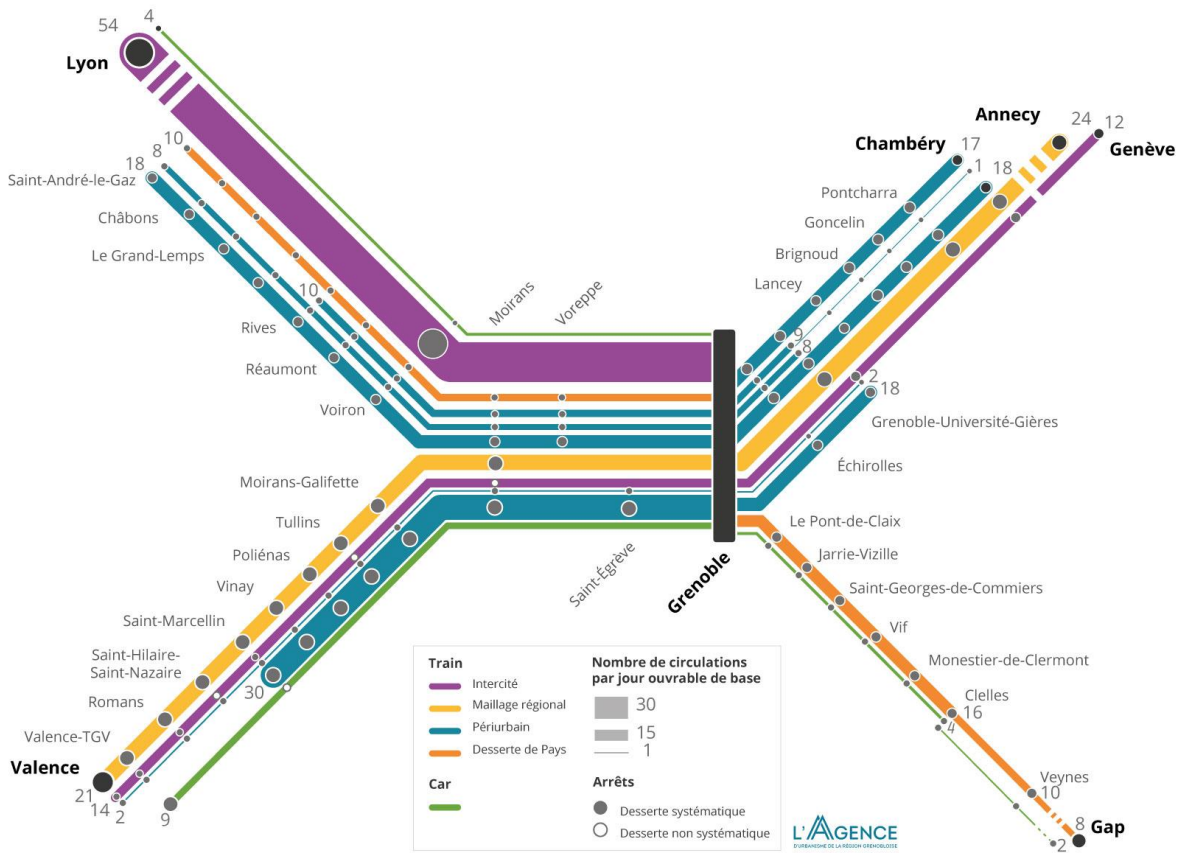 54
4
Lyon
10
8
18
Saint-André-le-Gaz
Châbons
Le Grand-Lemps
10
Rives
Réaumont
Voiron
Moirans
Voreppe
Annecy
24
12
Genève
Chambéry
17
1
18
Pontcharra
Goncelin
Brignoud
Lancey
9
8
2
18
Grenoble-Université-Gières
Échirolles
Moirans-Galifette
Tullins
Poliénas
Vinay
Saint-Marcellin
Saint-Hilaire-
Saint-Nazaire
Romans
Valence-TGV
Valence
21
14
2
9
30
Saint-Égrève
Grenoble
Le Pont-de-Claix
Jarrie-Vizille
Saint-Georges-de-Commiers
Vif
Monestier-de-Clermont
Clelles
16
4
Veynes
10
8
Gap
2
Train
Intercité
Maillage régional
Périurbain
Desserte de Pays
Car
Nombre de circulations
par jour ouvrable de base
30
15
1
Arrêts
Desserte systématique
Desserte non systématique
L'AGENCE
D'URBANISME DE LA RÉGION GRENOBLOISE